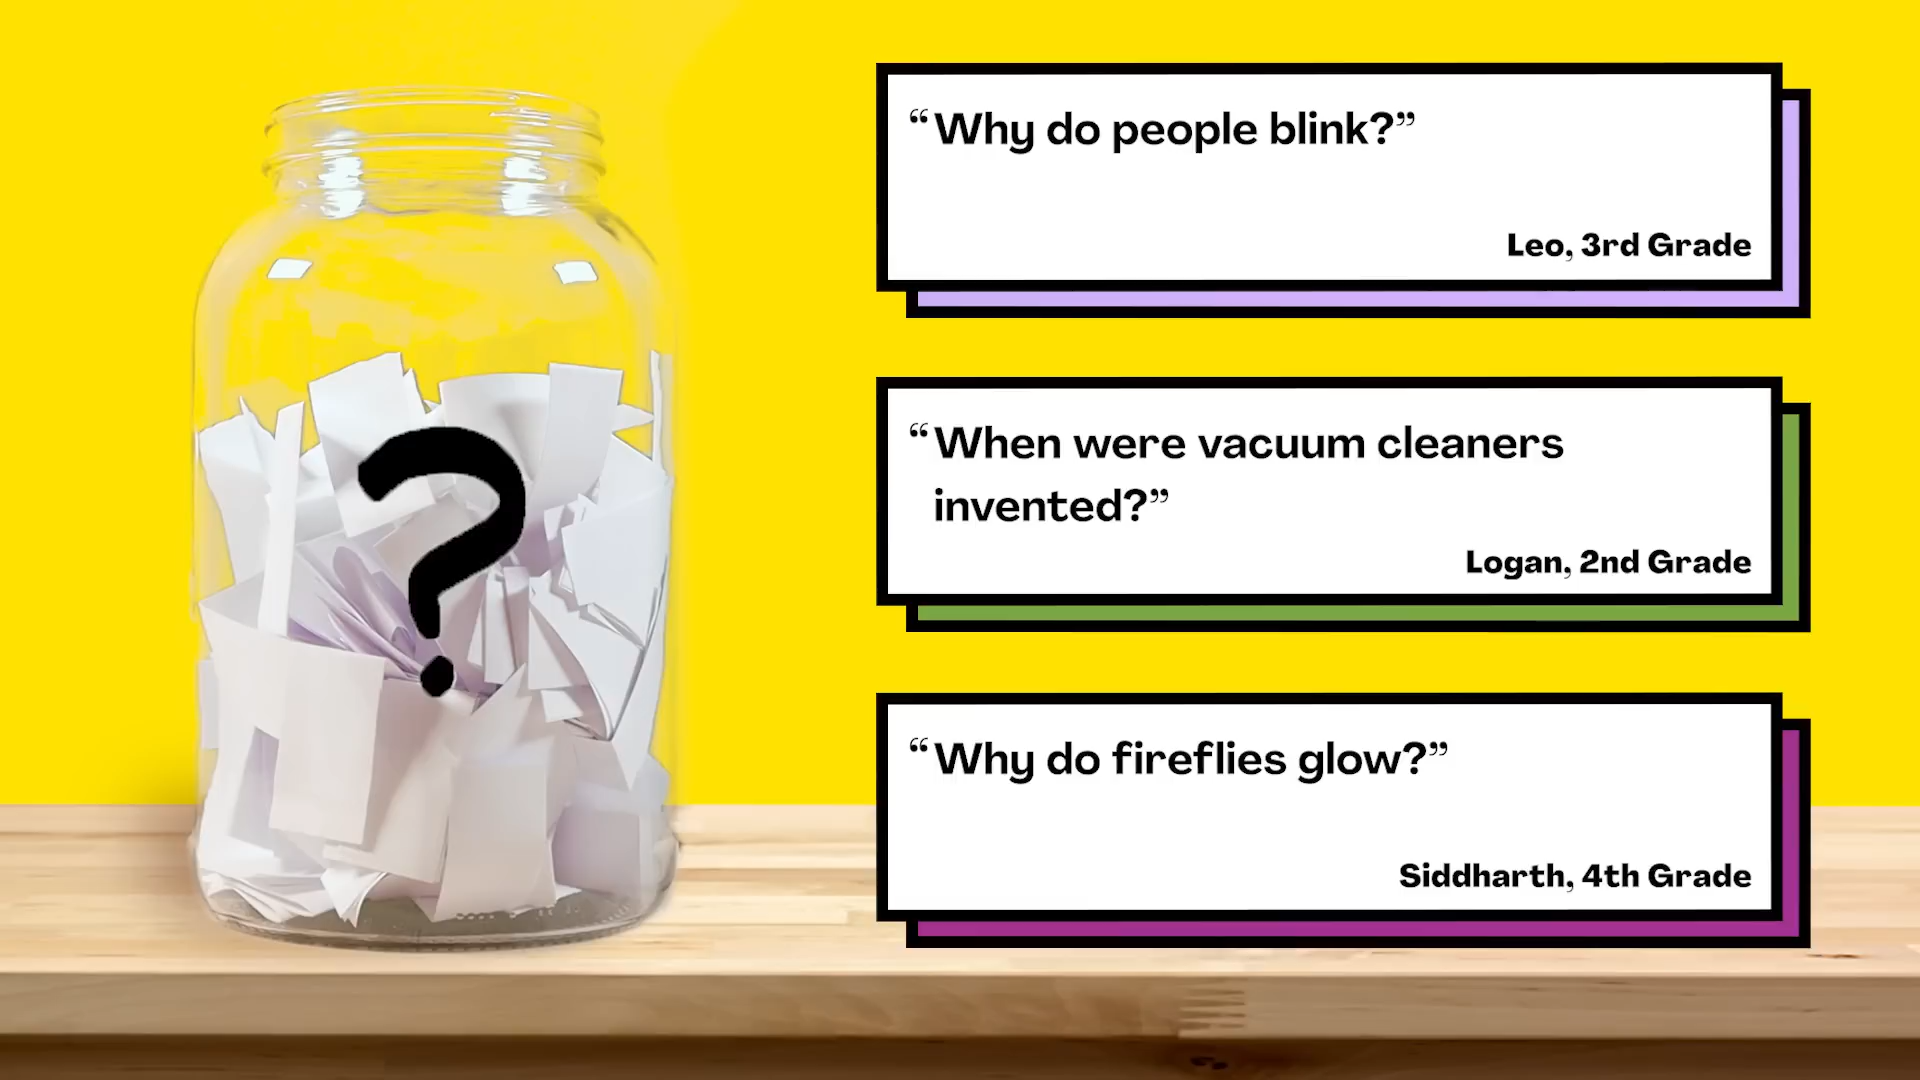 ?
“Why do people blink?”
Leo, 3rd Grade
“When were vacuum cleaners
invented?”
Logan, 2nd Grade
“Why do fireflies glow?”
Siddharth, 4th Grade